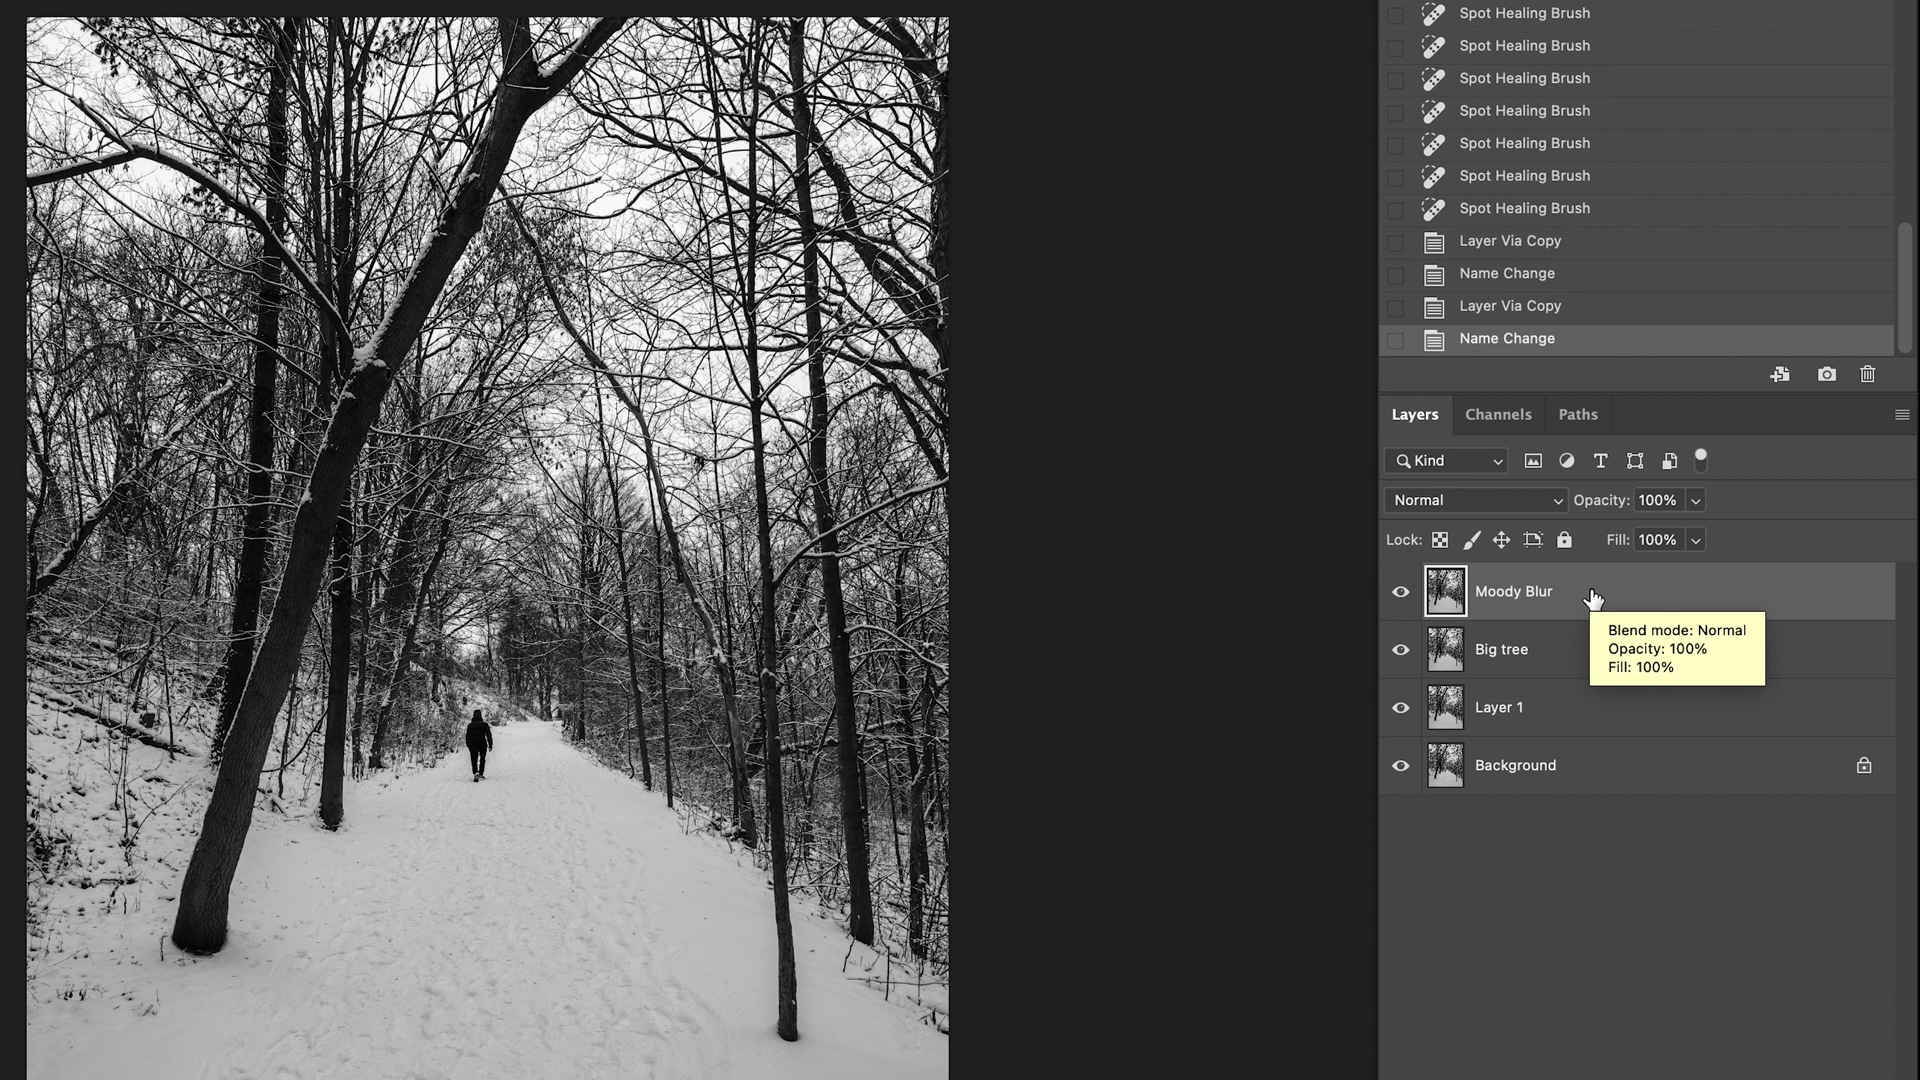 Spot Healing Brush
Spot Healing Brush
Spot Healing Brush
Spot Healing Brush
Spot Healing Brush
Spot Healing Brush
Spot Healing Brush
Layer Via Copy
Name Change
Layer Via Copy
Name Change
Layers Channels Paths
Kind
Normal Opacity: 100%
Lock: Fill: 100%
Moody Blur
Blend mode: Normal
Opacity: 100%
Fill: 100%
Big tree
Layer 1
Background